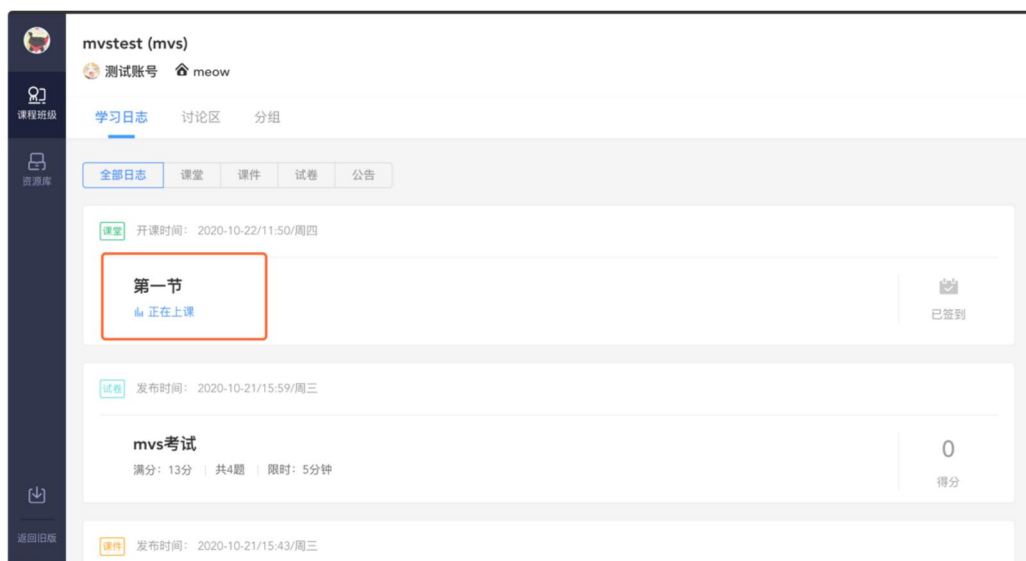 mvstest (mvs)
测试账号 meow
课程班级
学习日志 讨论区 分组
资源库
全部日志 课堂 课件 试卷 公告
课堂 开课时间： 2020-10-22/11:50/周四
第一节
正在上课
已签到
试卷 发布时间： 2020-10-21/15:59/周三
mvs考试
满分：13分 | 共4题 | 限时：5分钟
0
得分
返回旧版
课件 发布时间： 2020-10-21/15:43/周三